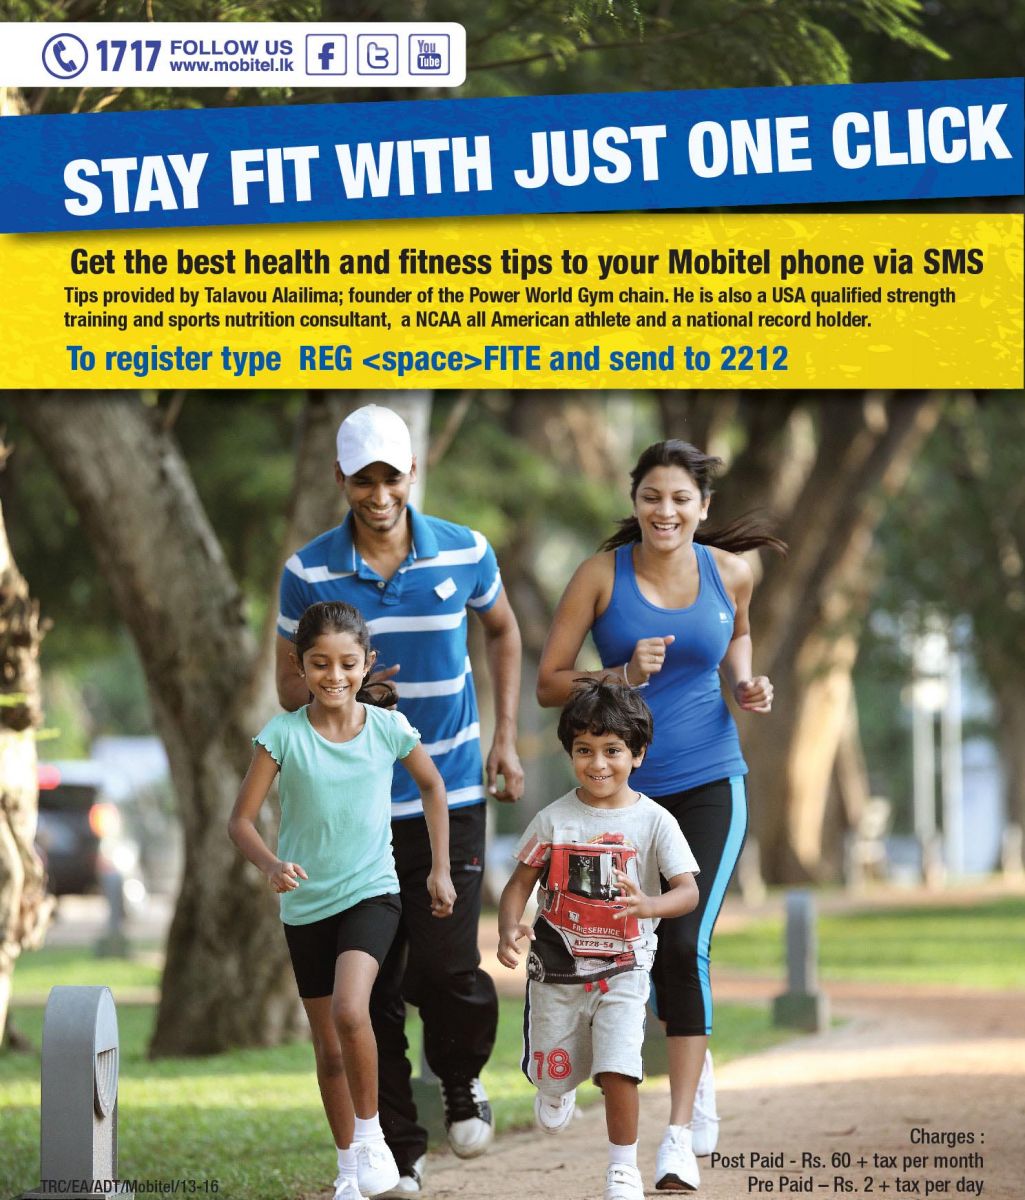 1717 FOLLOW US
www.mobitel.lk
f
t
You Tube
STAY FIT WITH JUST ONE CLICK
Get the best health and fitness tips to your Mobitel phone via SMS
Tips provided by Talavou Alailima; founder of the Power World Gym chain. He is also a USA qualified strength
training and sports nutrition consultant, a NCAA all American athlete and a national record holder.
To register type REG <space>FITE and send to 2212
FIRE SERVICE
RXT28-54
18
Charges :
Post Paid - Rs. 60 + tax per month
Pre Paid – Rs. 2 + tax per day
TRC/EA/ADT/Mobitel/13-16